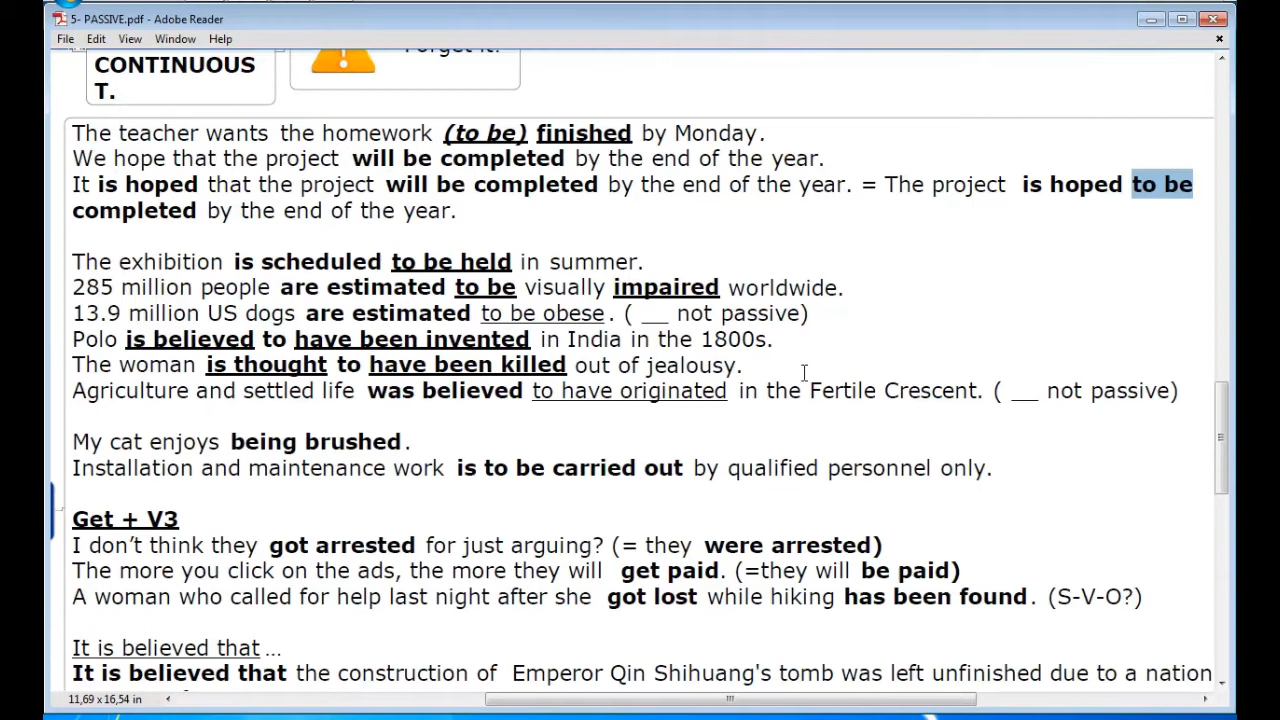 5- PASSIVE.pdf - Adobe Reader
File Edit View Window Help
CONTINUOUS
T.
The teacher wants the homework (to be) finished by Monday.
We hope that the project will be completed by the end of the year.
It is hoped that the project will be completed by the end of the year. = The project is hoped to be
completed by the end of the year.
The exhibition is scheduled to be held in summer.
285 million people are estimated to be visually impaired worldwide.
13.9 million US dogs are estimated to be obese. ( __ not passive)
Polo is believed to have been invented in India in the 1800s.
The woman is thought to have been killed out of jealousy.
Agriculture and settled life was believed to have originated in the Fertile Crescent. ( __ not passive)
My cat enjoys being brushed.
Installation and maintenance work is to be carried out by qualified personnel only.
Get + V3
I don't think they got arrested for just arguing? (= they were arrested)
The more you click on the ads, the more they will get paid. (=they will be paid)
A woman who called for help last night after she got lost while hiking has been found. (S-V-O?)
It is believed that ...
It is believed that the construction of Emperor Qin Shihuang's tomb was left unfinished due to a nation
11,69 x 16,54 in